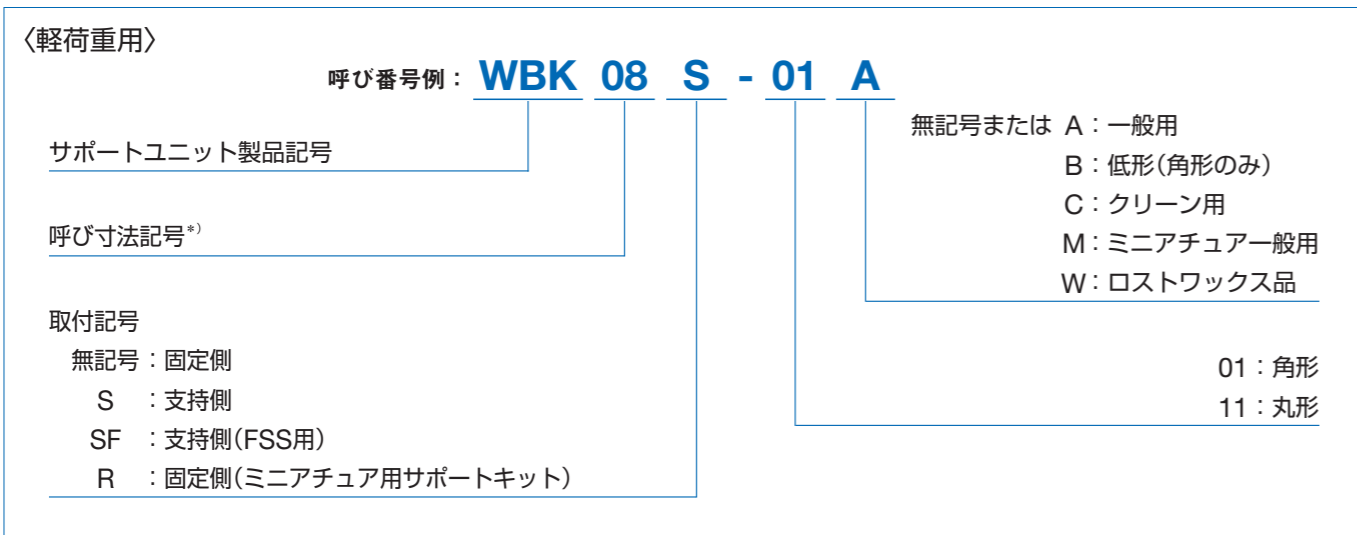 〈軽荷重用〉
呼び番号例：WBK 08 S - 01 A
サポートユニット製品記号
呼び寸法記号*)
取付記号
無記号：固定側
S：支持側
SF：支持側(FSS用)
R：固定側(ミニアチュア用サポートキット)
無記号または A：一般用
B：低形(角形のみ)
C：クリーン用
M：ミニアチュア一般用
W：ロストワックス品
01：角形
11：丸形